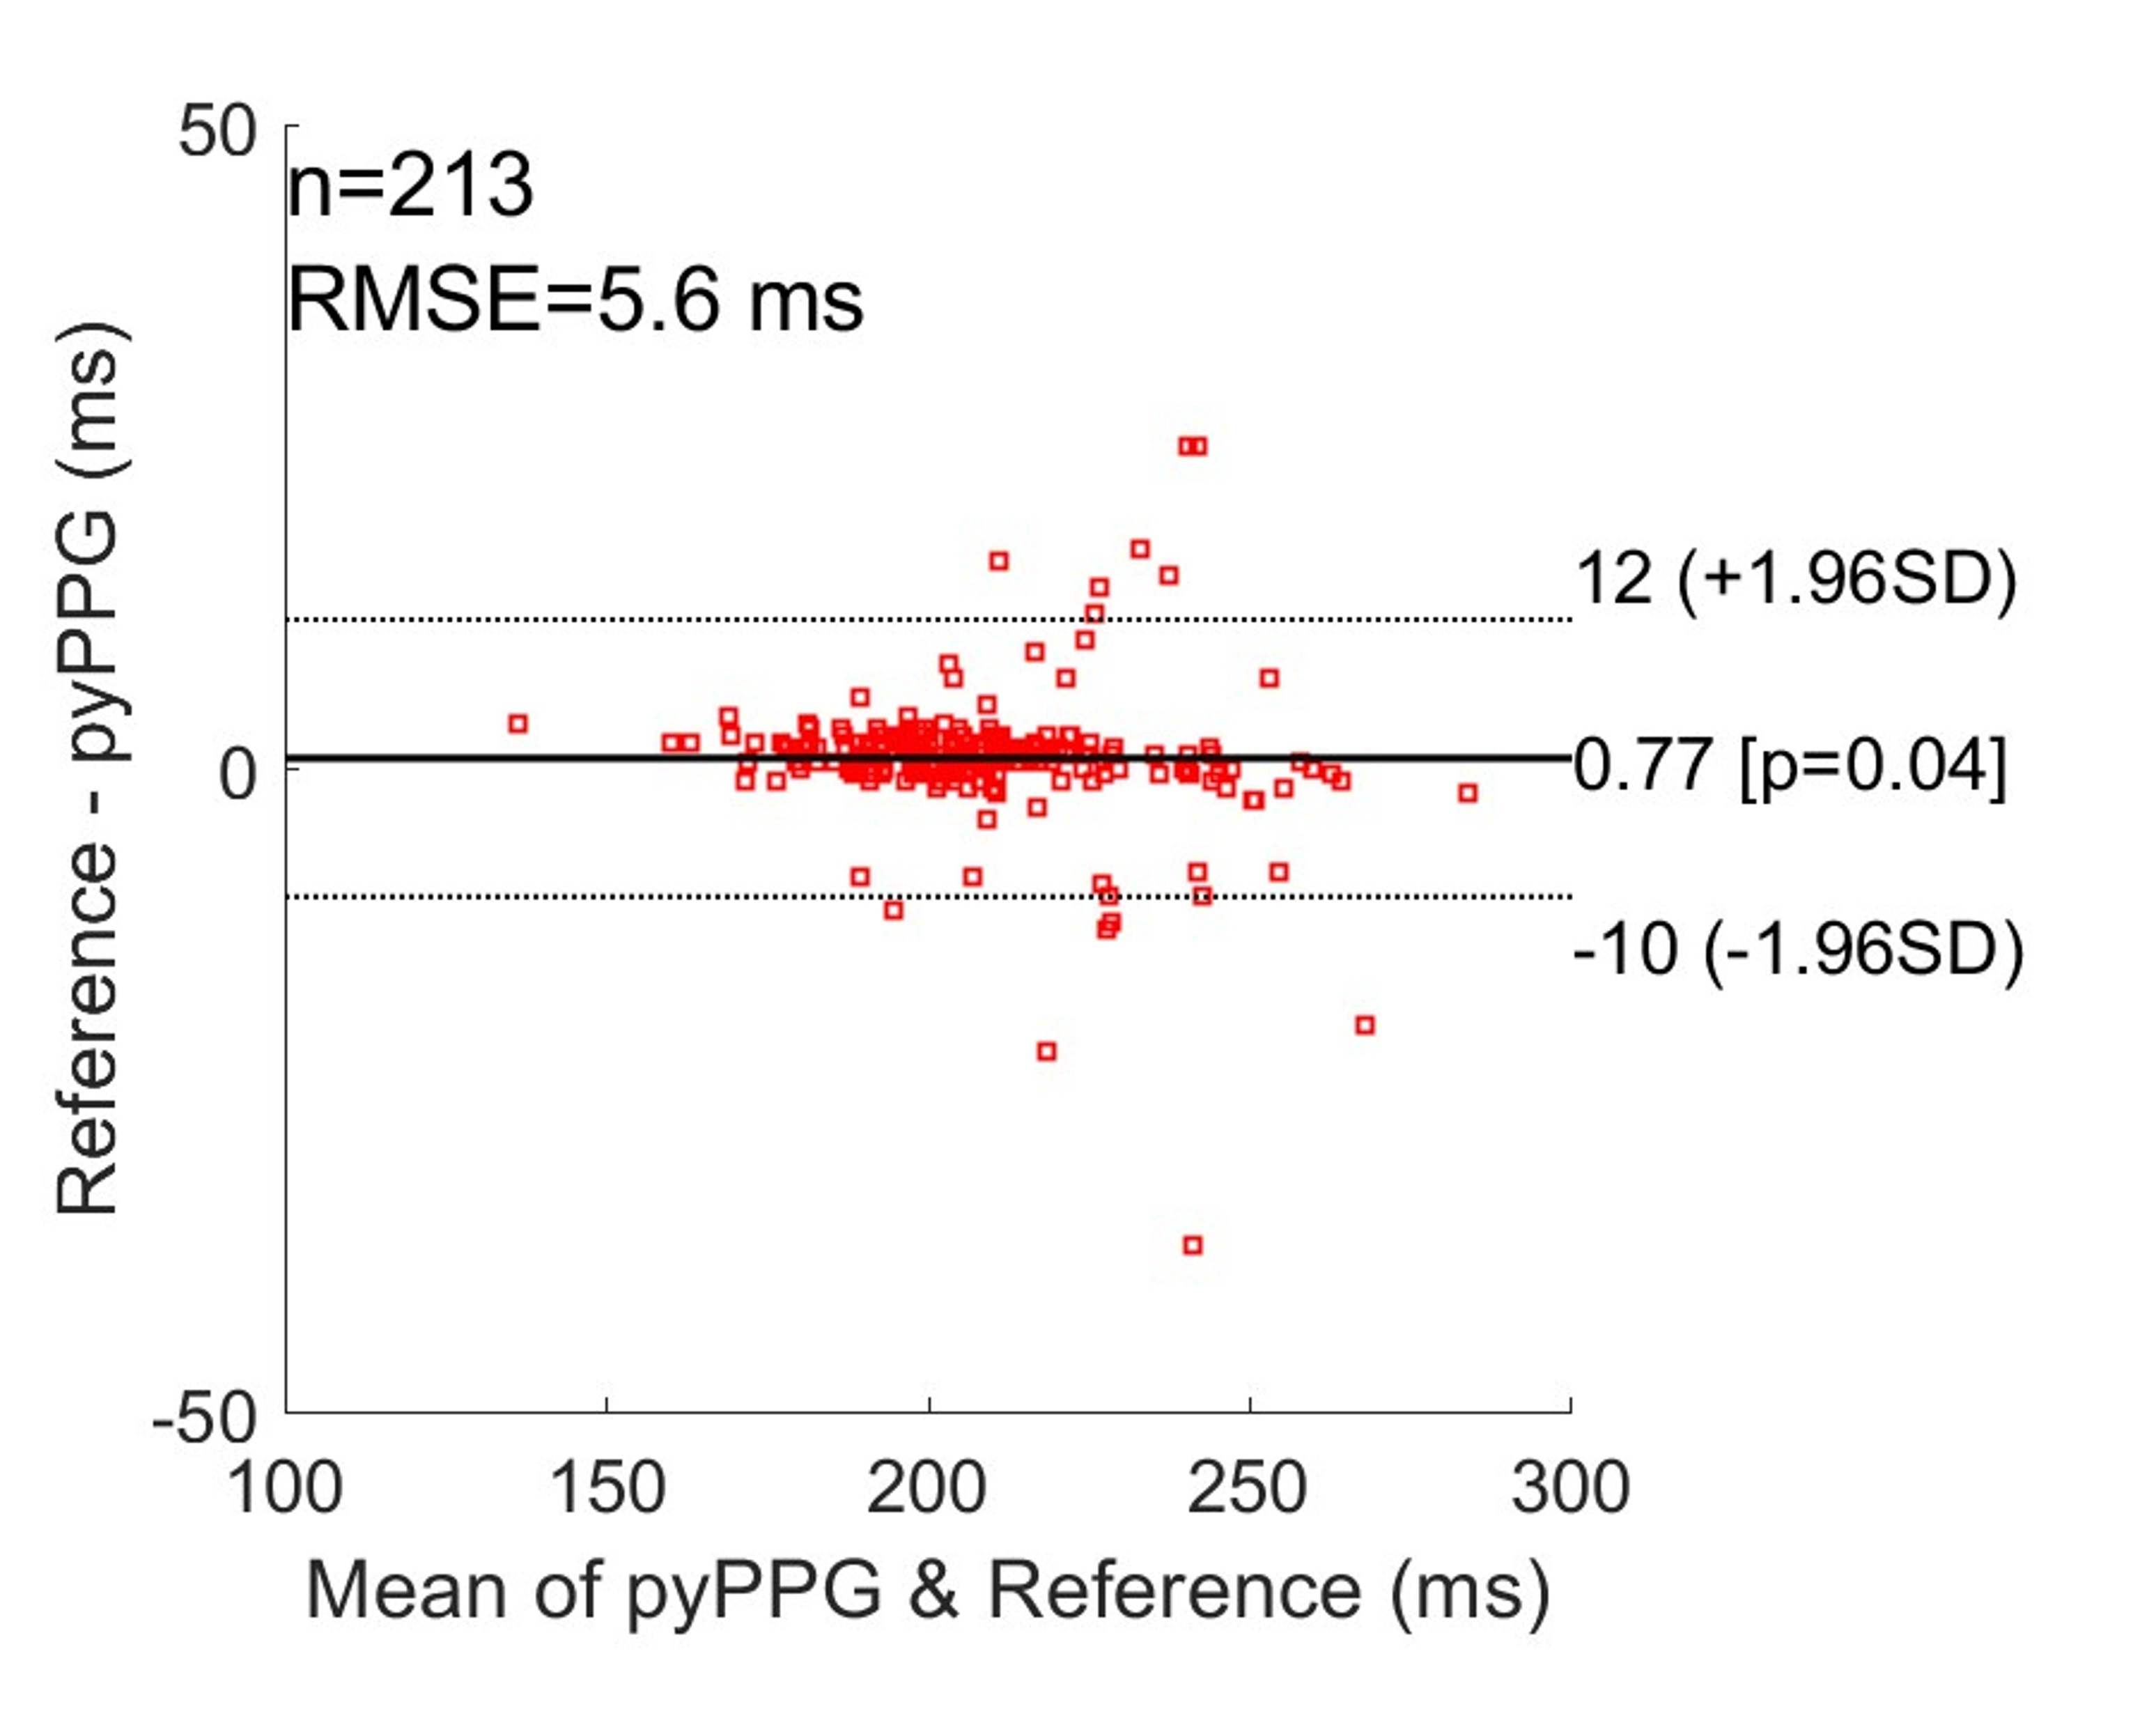 50
n=213
RMSE=5.6 ms
Reference - pyPPG (ms)
12 (+1.96SD)
0
0.77 [p=0.04]
-10 (-1.96SD)
-50
100 150 200 250 300
Mean of pyPPG & Reference (ms)